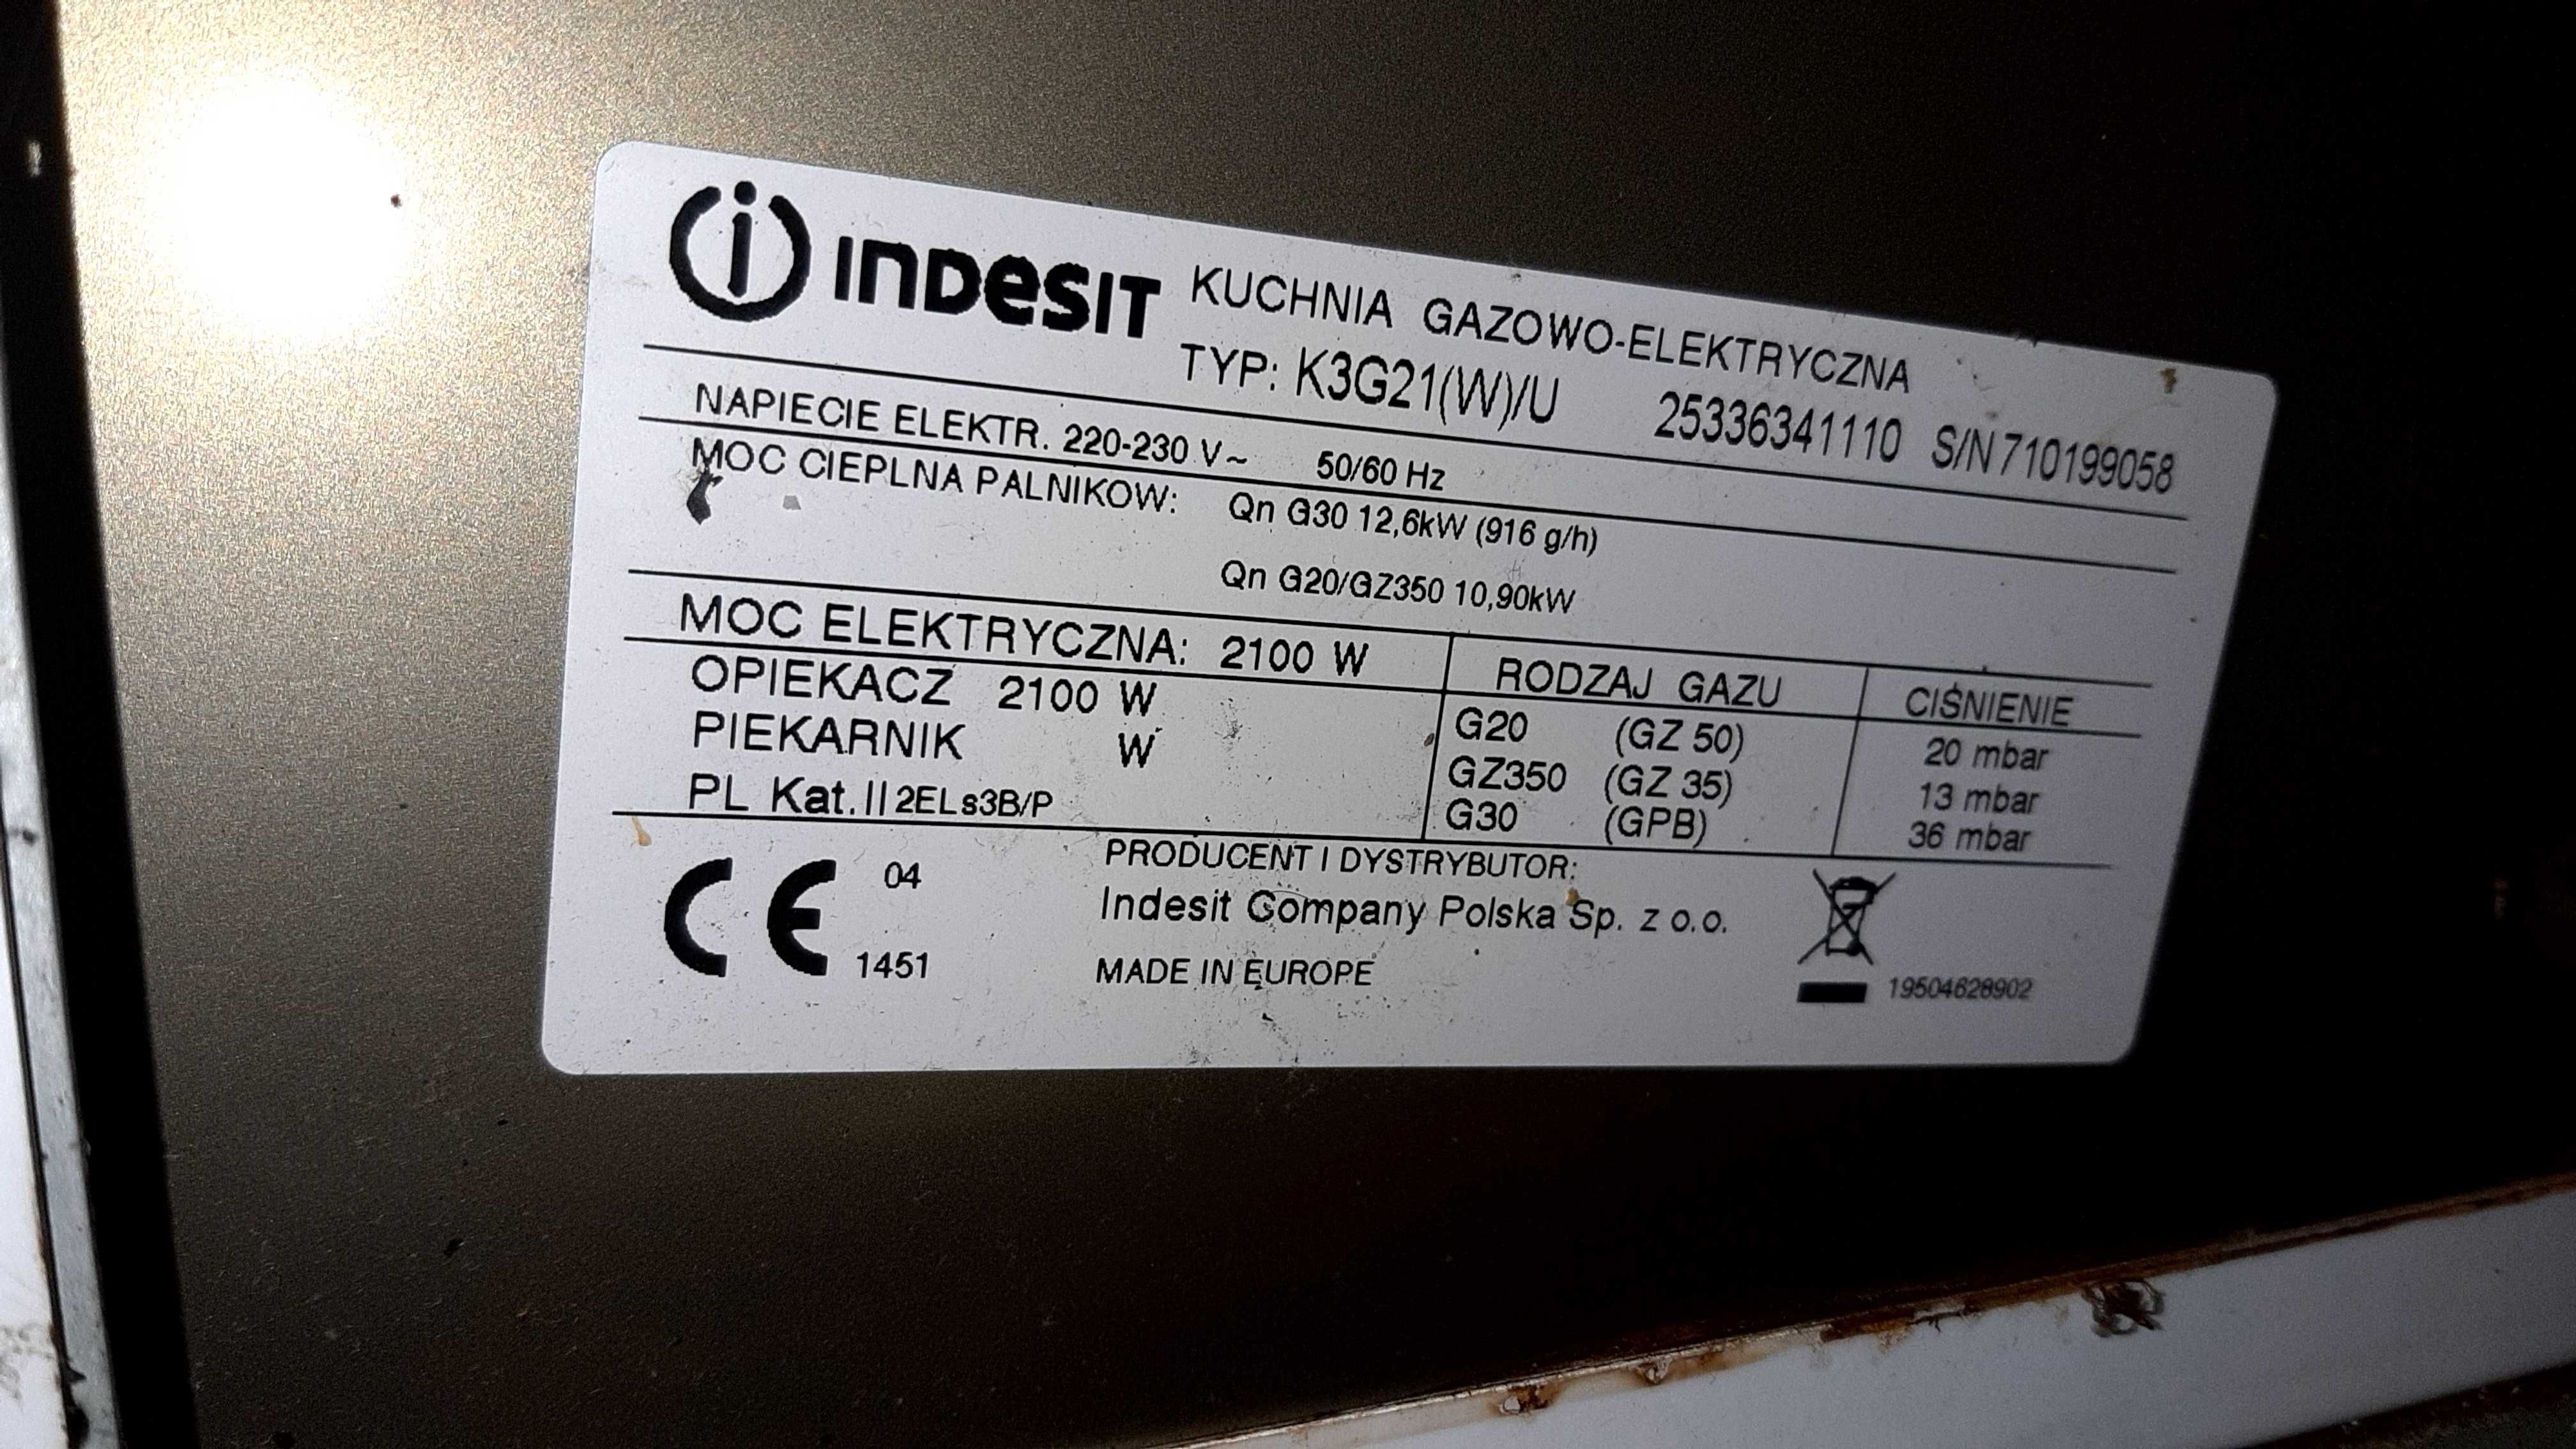 INDESIT KUCHNIA GAZOWO-ELEKTRYCZNA
TYP: K3G21(W)/U 25336341110 S/N 710199058
NAPIECIE ELEKTR. 220-230 V~ 50/60 Hz
MOC CIEPLNA PALNIKOW: Qn G30 12,6kW (916 g/h)
Qn G20/GZ350 10,90kW
MOC ELEKTRYCZNA: 2100 W
OPIEKACZ 2100 W
PIEKARNIK W
PL Kat. II 2ELs3B/P
RODZAJ GAZU CIŚNIENIE
G20 (GZ 50) 20 mbar
GZ350 (GZ 35) 13 mbar
G30 (GPB) 36 mbar
CE 04
1451
PRODUCENT I DYSTRYBUTOR:
Indesit Company Polska Sp. z o.o.
MADE IN EUROPE
19504628902